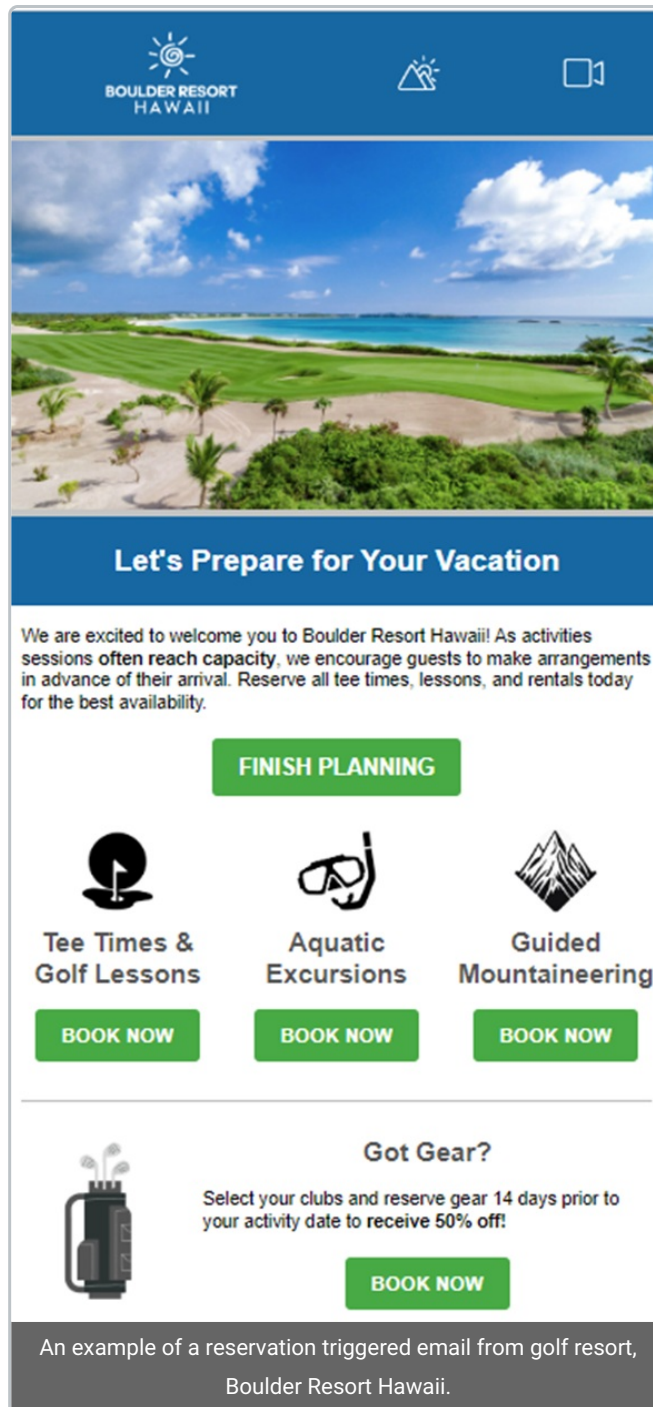 BOULDER RESORT
HAWAII
Let's Prepare for Your Vacation
We are excited to welcome you to Boulder Resort Hawaii! As activities
sessions often reach capacity, we encourage guests to make arrangements
in advance of their arrival. Reserve all tee times, lessons, and rentals today
for the best availability.
FINISH PLANNING
Tee Times &
Golf Lessons
BOOK NOW
Aquatic
Excursions
BOOK NOW
Guided
Mountaineering
BOOK NOW
Got Gear?
Select your clubs and reserve gear 14 days prior to
your activity date to receive 50% off!
BOOK NOW
An example of a reservation triggered email from golf resort,
Boulder Resort Hawaii.